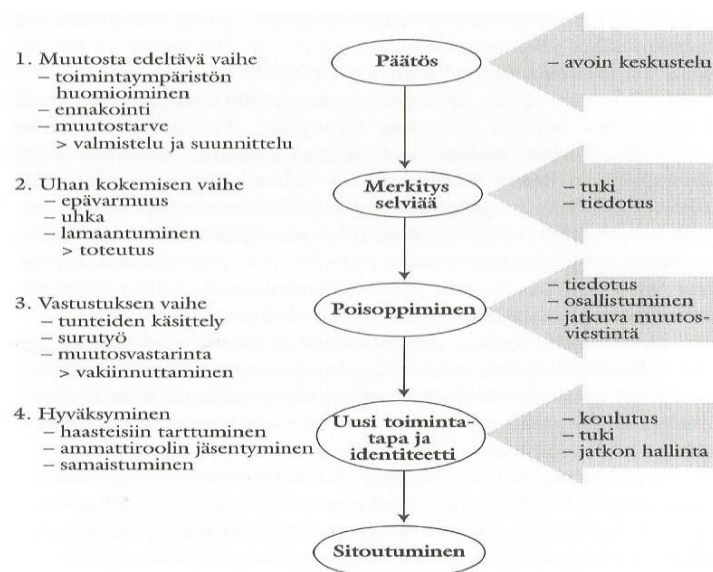 1. Muutosta edeltävä vaihe
– toimintaympäristön
huomioiminen
– ennakointi
– muutostarve
> valmistelu ja suunnittelu
Päätös
– avoin keskustelu
2. Uhan kokemisen vaihe
– epävarmuus
– uhka
– lamaantuminen
> toteutus
Merkitys
selviää
– tuki
– tiedotus
3. Vastustuksen vaihe
– tunteiden käsittely
– surutyö
– muutosvastarinta
> vakiinnuttaminen
Poisoppiminen
– tiedotus
– osallistuminen
– jatkuva muutos-
viestintä
4. Hyväksyminen
– haasteisiin tarttuminen
– ammattiroolin jäsentyminen
– samaistuminen
Uusi toiminta-
tapa ja
identiteetti
– koulutus
– tuki
– jatkon hallinta
Sitoutuminen